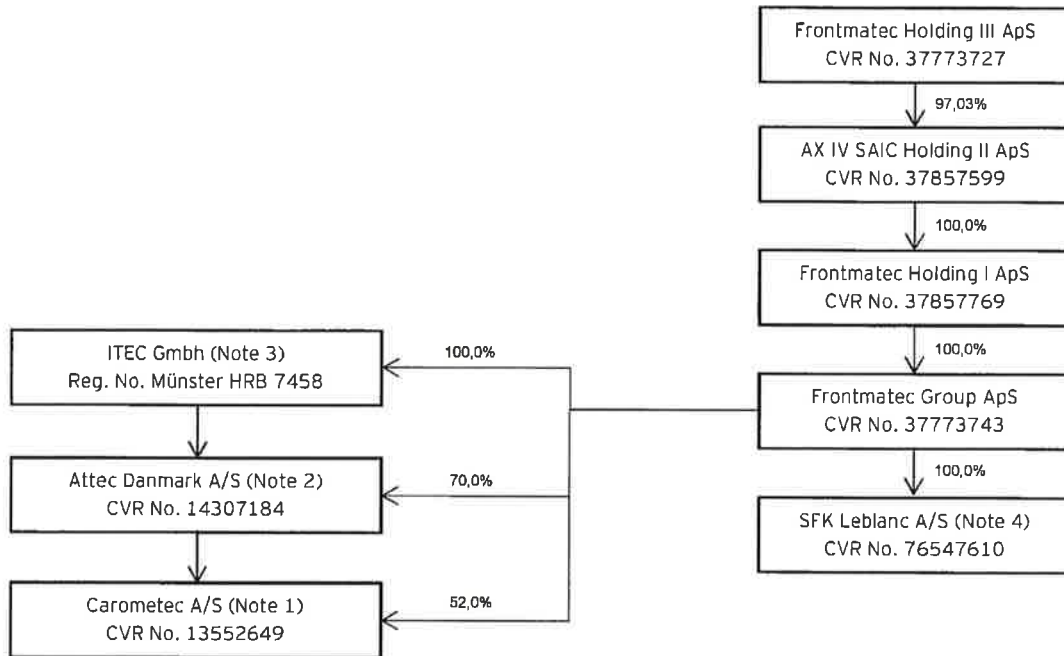 Frontmatec Holding III ApS
CVR No. 37773727
97,03%
AX IV SAIC Holding II ApS
CVR No. 37857599
100,0%
Frontmatec Holding I ApS
CVR No. 37857769
100,0%
Frontmatec Group ApS
CVR No. 37773743
100,0%
SFK Leblanc A/S (Note 4)
CVR No. 76547610
ITEC Gmbh (Note 3)
Reg. No. Münster HRB 7458
100,0%
Attec Danmark A/S (Note 2)
CVR No. 14307184
70,0%
Carometec A/S (Note 1)
CVR No. 13552649
52,0%